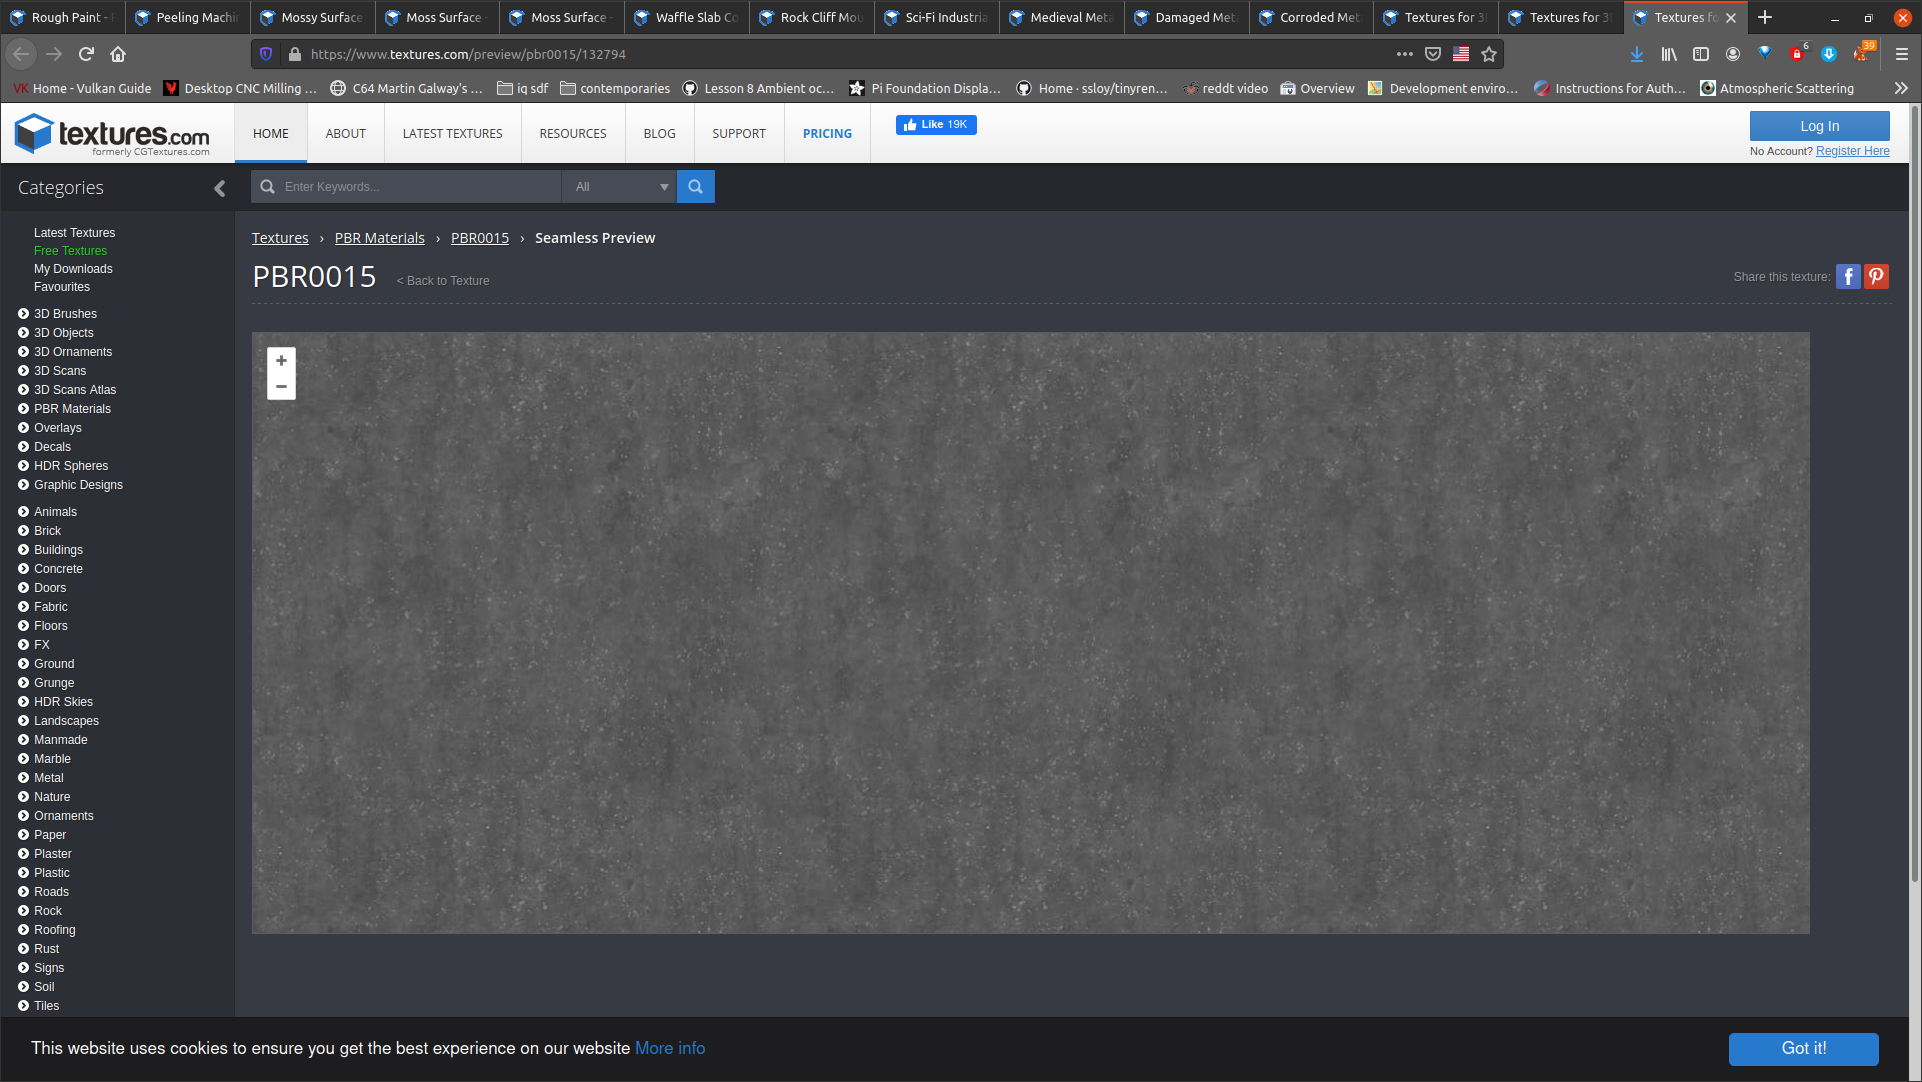 Rough Paint -
Peeling Machi
Mossy Surface
Moss Surface -
Moss Surface -
Waffle Slab Co
Rock Cliff Mou
Sci-Fi Industria
Medieval Meta
Damaged Meta
Corroded Meta
Textures for 3
Textures for 3
Textures fo
https://www.textures.com/preview/pbr0015/132794
6
39
VK Home - Vulkan Guide
Desktop CNC Milling ...
C64 Martin Galway's ...
iq sdf
contemporaries
Lesson 8 Ambient oc...
Pi Foundation Displa...
Home · ssloy/tinyren...
reddt video
Overview
Development enviro...
Instructions for Auth...
Atmospheric Scattering
textures.com
formerly CGTextures.com
HOME
ABOUT
LATEST TEXTURES
RESOURCES
BLOG
SUPPORT
PRICING
Like 19K
Log In
No Account? Register Here
Categories
Enter Keywords...
All
Latest Textures
Free Textures
My Downloads
Favourites
3D Brushes
3D Objects
3D Ornaments
3D Scans
3D Scans Atlas
PBR Materials
Overlays
Decals
HDR Spheres
Graphic Designs
Animals
Brick
Buildings
Concrete
Doors
Fabric
Floors
FX
Ground
Grunge
HDR Skies
Landscapes
Manmade
Marble
Metal
Nature
Ornaments
Paper
Plaster
Plastic
Roads
Rock
Roofing
Rust
Signs
Soil
Tiles
Textures › PBR Materials › PBR0015 › Seamless Preview
PBR0015
< Back to Texture
Share this texture:
+
−
This website uses cookies to ensure you get the best experience on our website More info
Got it!